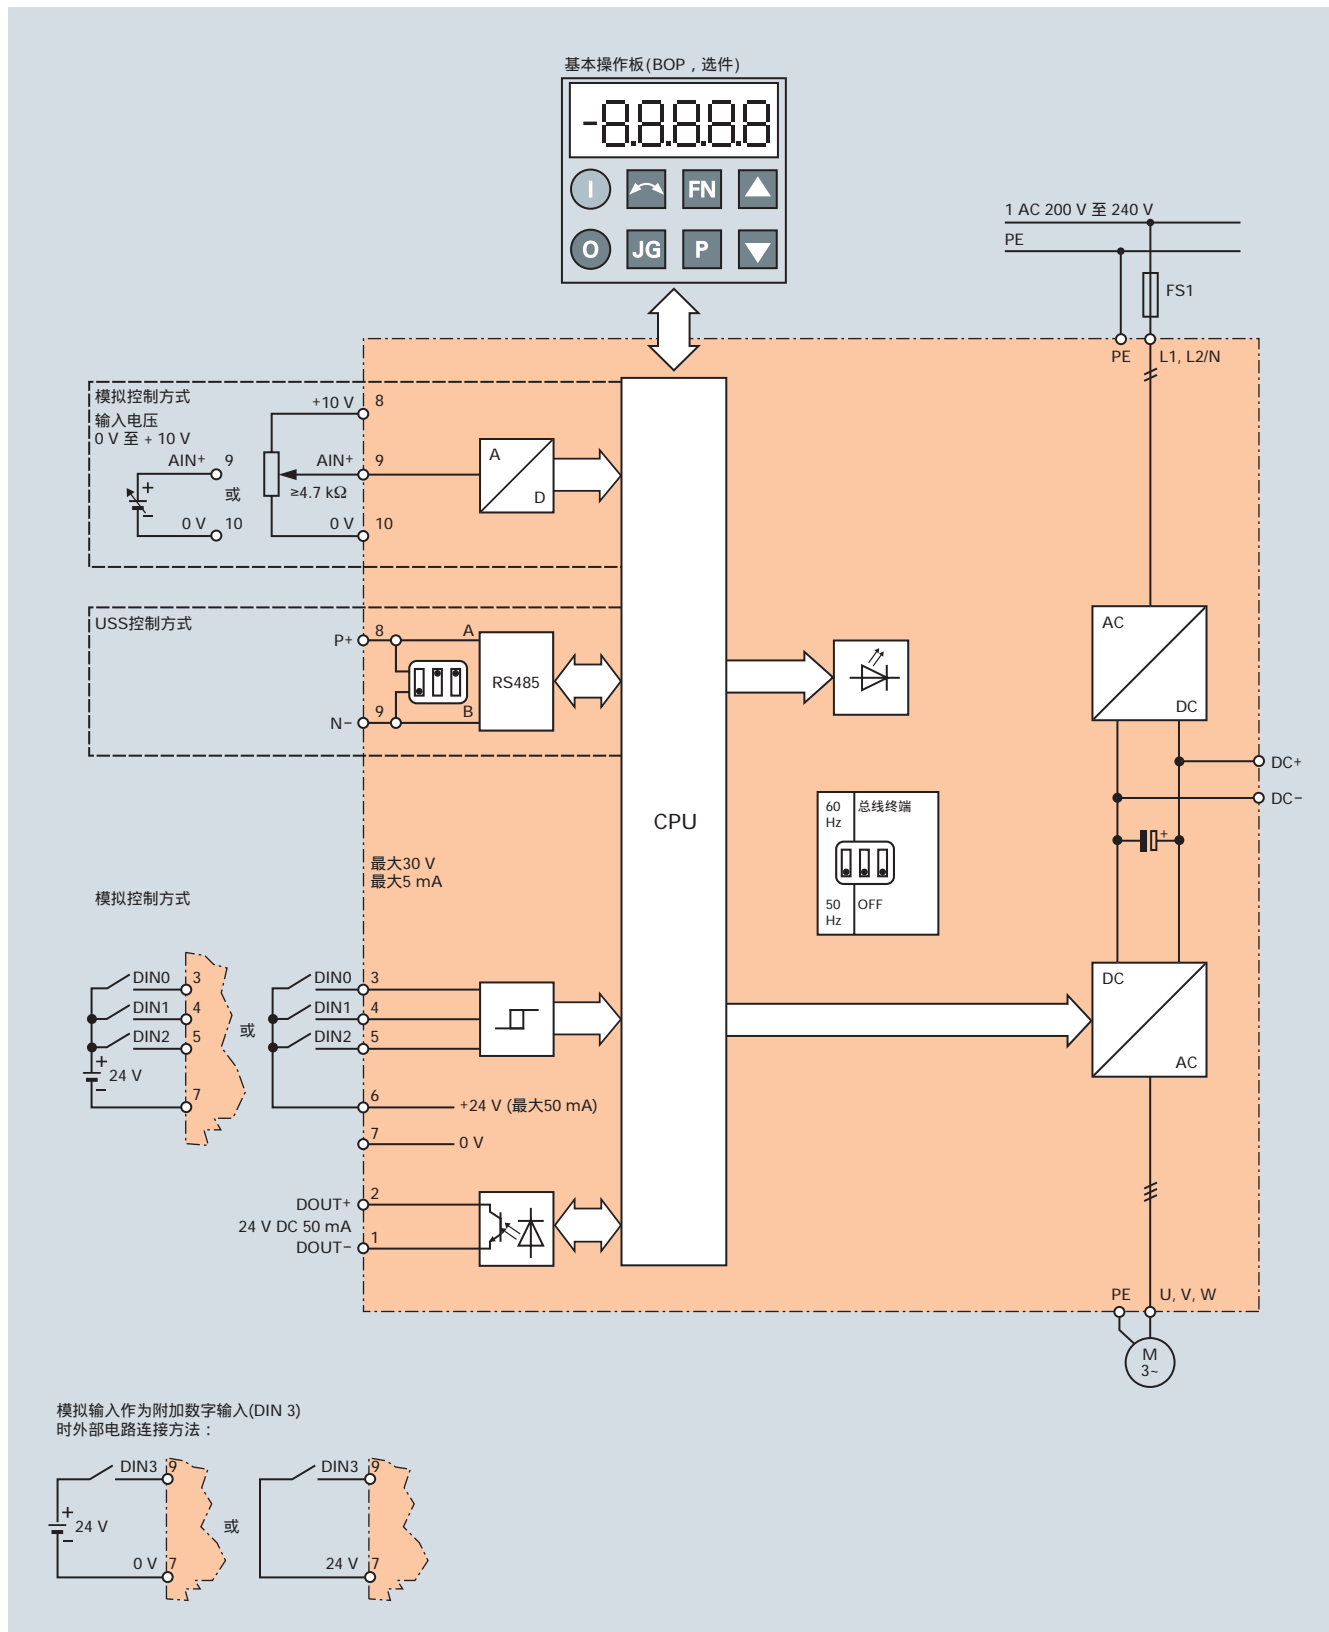 基本操作板(BOP，选件)
-8.8.8.8.8
I
FN
O
JG
P
1 AC 200 V 至 240 V
PE
FS1
PE
L1, L2/N
模拟控制方式
输入电压
0 V 至 + 10 V
+10 V
8
AIN+
9
或
AIN+
9
≥4.7 kΩ
0 V
10
0 V
10
+
−
A
D
USS控制方式
P+
8
A
RS485
N−
9
B
CPU
AC
DC
DC+
DC−
+
60
Hz
总线终端
50
Hz
OFF
最大30 V
最大5 mA
模拟控制方式
DIN0
3
DIN1
4
DIN2
5
+
24 V
−
7
或
DIN0
3
DIN1
4
DIN2
5
6
+24 V (最大50 mA)
7
0 V
DC
AC
DOUT+
2
24 V DC 50 mA
DOUT−
1
PE
U, V, W
M
3~
模拟输入作为附加数字输入(DIN 3)
时外部电路连接方法：
DIN3
9
+
24 V
−
0 V
7
或
DIN3
9
24 V
7